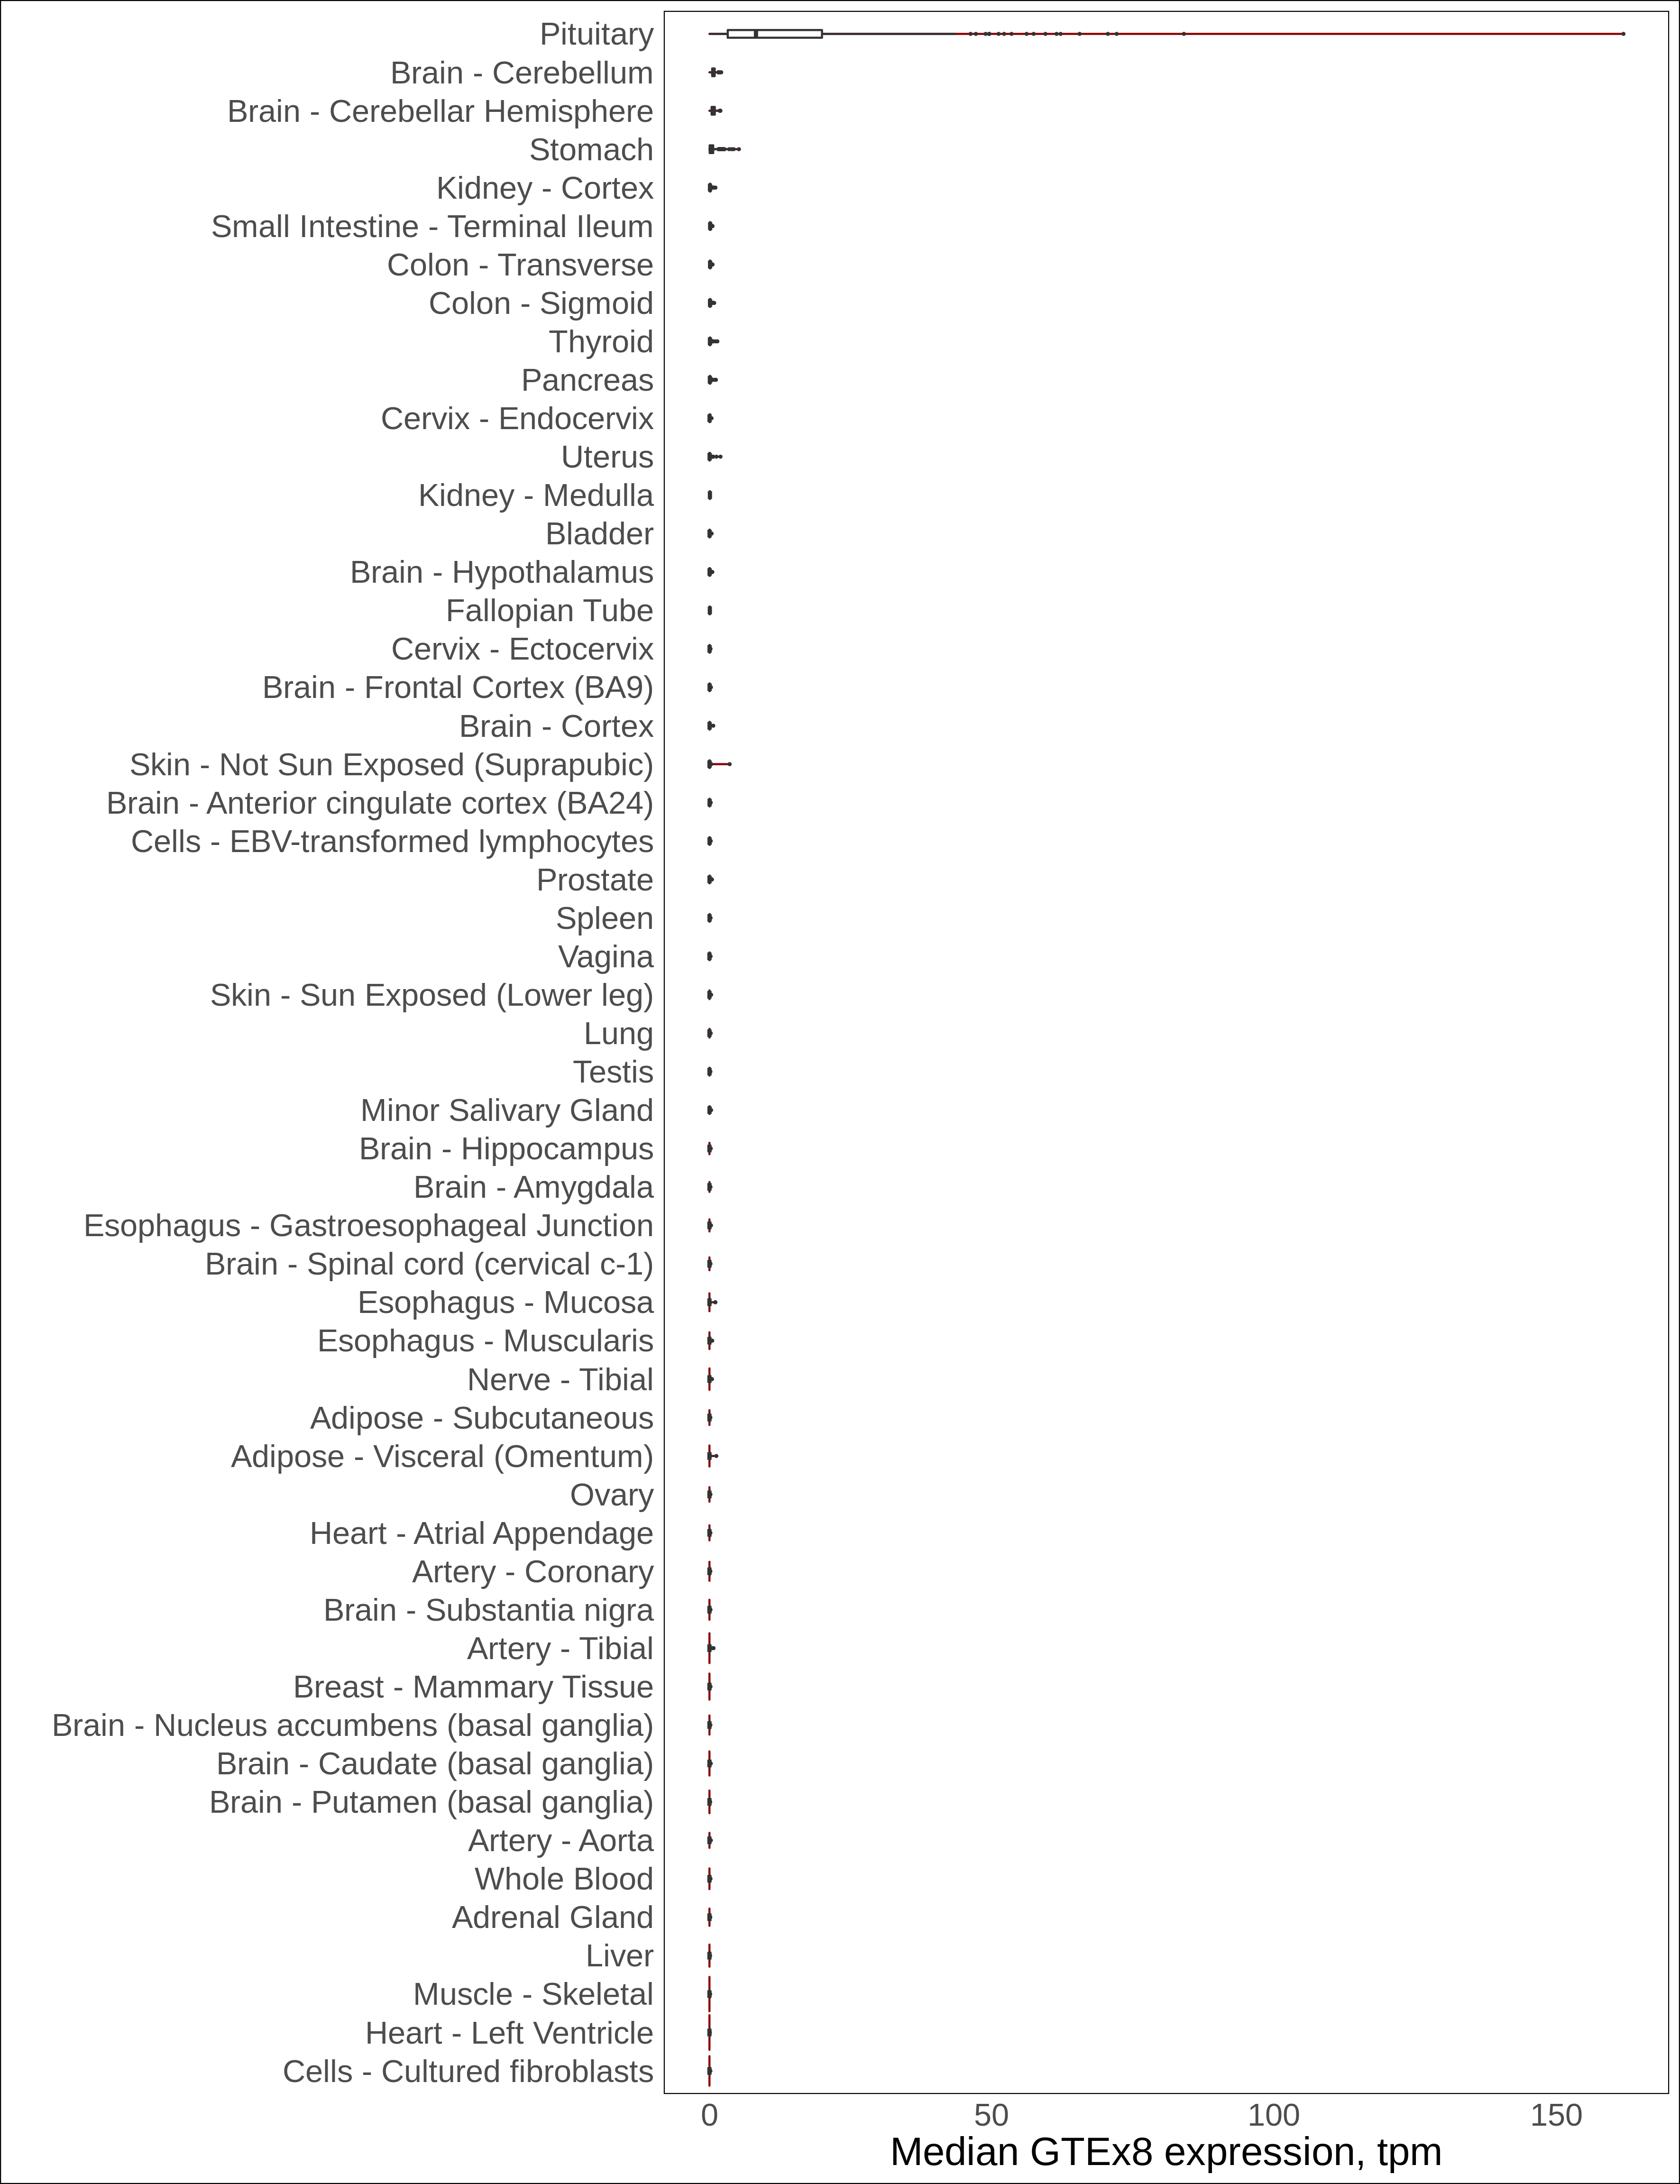 Pituitary
Brain - Cerebellum
Brain - Cerebellar Hemisphere
Stomach
Kidney - Cortex
Small Intestine - Terminal Ileum
Colon - Transverse
Colon - Sigmoid
Thyroid
Pancreas
Cervix - Endocervix
Uterus
Kidney - Medulla
Bladder
Brain - Hypothalamus
Fallopian Tube
Cervix - Ectocervix
Brain - Frontal Cortex (BA9)
Brain - Cortex
Skin - Not Sun Exposed (Suprapubic)
Brain - Anterior cingulate cortex (BA24)
Cells - EBV-transformed lymphocytes
Prostate
Spleen
Vagina
Skin - Sun Exposed (Lower leg)
Lung
Testis
Minor Salivary Gland
Brain - Hippocampus
Brain - Amygdala
Esophagus - Gastroesophageal Junction
Brain - Spinal cord (cervical c-1)
Esophagus - Mucosa
Esophagus - Muscularis
Nerve - Tibial
Adipose - Subcutaneous
Adipose - Visceral (Omentum)
Ovary
Heart - Atrial Appendage
Artery - Coronary
Brain - Substantia nigra
Artery - Tibial
Breast - Mammary Tissue
Brain - Nucleus accumbens (basal ganglia)
Brain - Caudate (basal ganglia)
Brain - Putamen (basal ganglia)
Artery - Aorta
Whole Blood
Adrenal Gland
Liver
Muscle - Skeletal
Heart - Left Ventricle
Cells - Cultured fibroblasts
0 50 100 150
Median GTEx8 expression, tpm